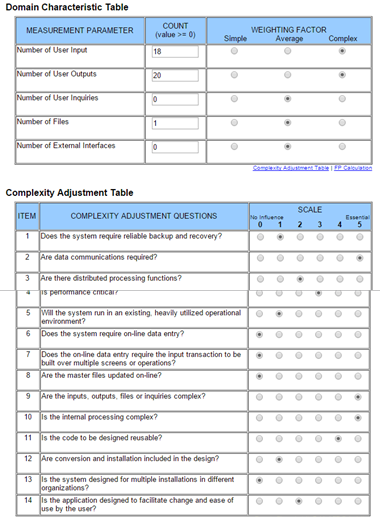 Domain Characteristic Table
MEASUREMENT PARAMETER
COUNT
(value >= 0)
WEIGHTING FACTOR
Simple Average Complex
Number of User Input 18
Number of User Outputs 20
Number of User Inquiries 0
Number of Files 1
Number of External Interfaces 0
Complexity Adjustment Table | FP Calculation
Complexity Adjustment Table
ITEM COMPLEXITY ADJUSTMENT QUESTIONS
SCALE
No Influence Essential
0 1 2 3 4 5
1 Does the system require reliable backup and recovery?
2 Are data communications required?
3 Are there distributed processing functions?
4 Is performance critical?
5 Will the system run in an existing, heavily utilized operational
environment?
6 Does the system require on-line data entry?
7 Does the on-line data entry require the input transaction to be
built over multiple screens or operations?
8 Are the master files updated on-line?
9 Are the inputs, outputs, files or inquiries complex?
10 Is the internal processing complex?
11 Is the code to be designed reusable?
12 Are conversion and installation included in the design?
13 Is the system designed for multiple installations in different
organizations?
14 Is the application designed to facilitate change and ease of
use by the user?